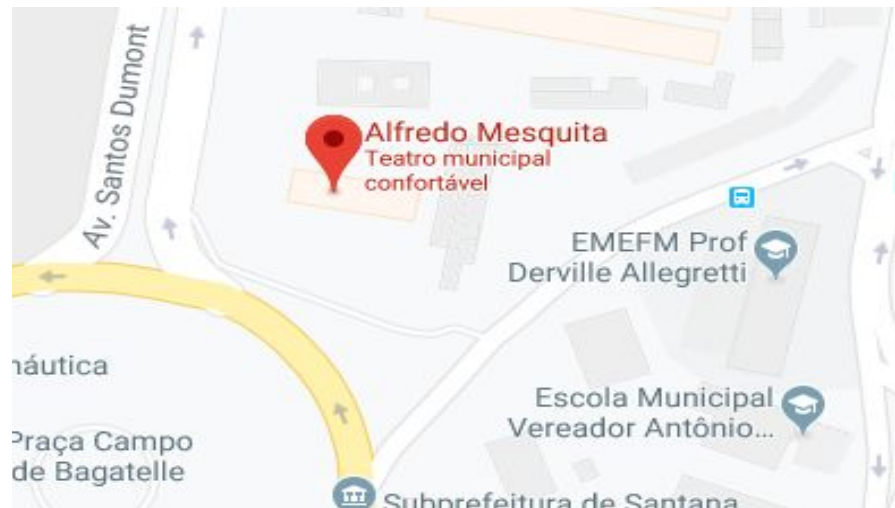 Av. Santos Dumont
Alfredo Mesquita
Teatro municipal
confortável
EMEFM Prof
Derville Allegretti
náutica
Escola Municipal
Vereador Antônio...
Praça Campo
de Bagatelle
Subprefeitura de Santana